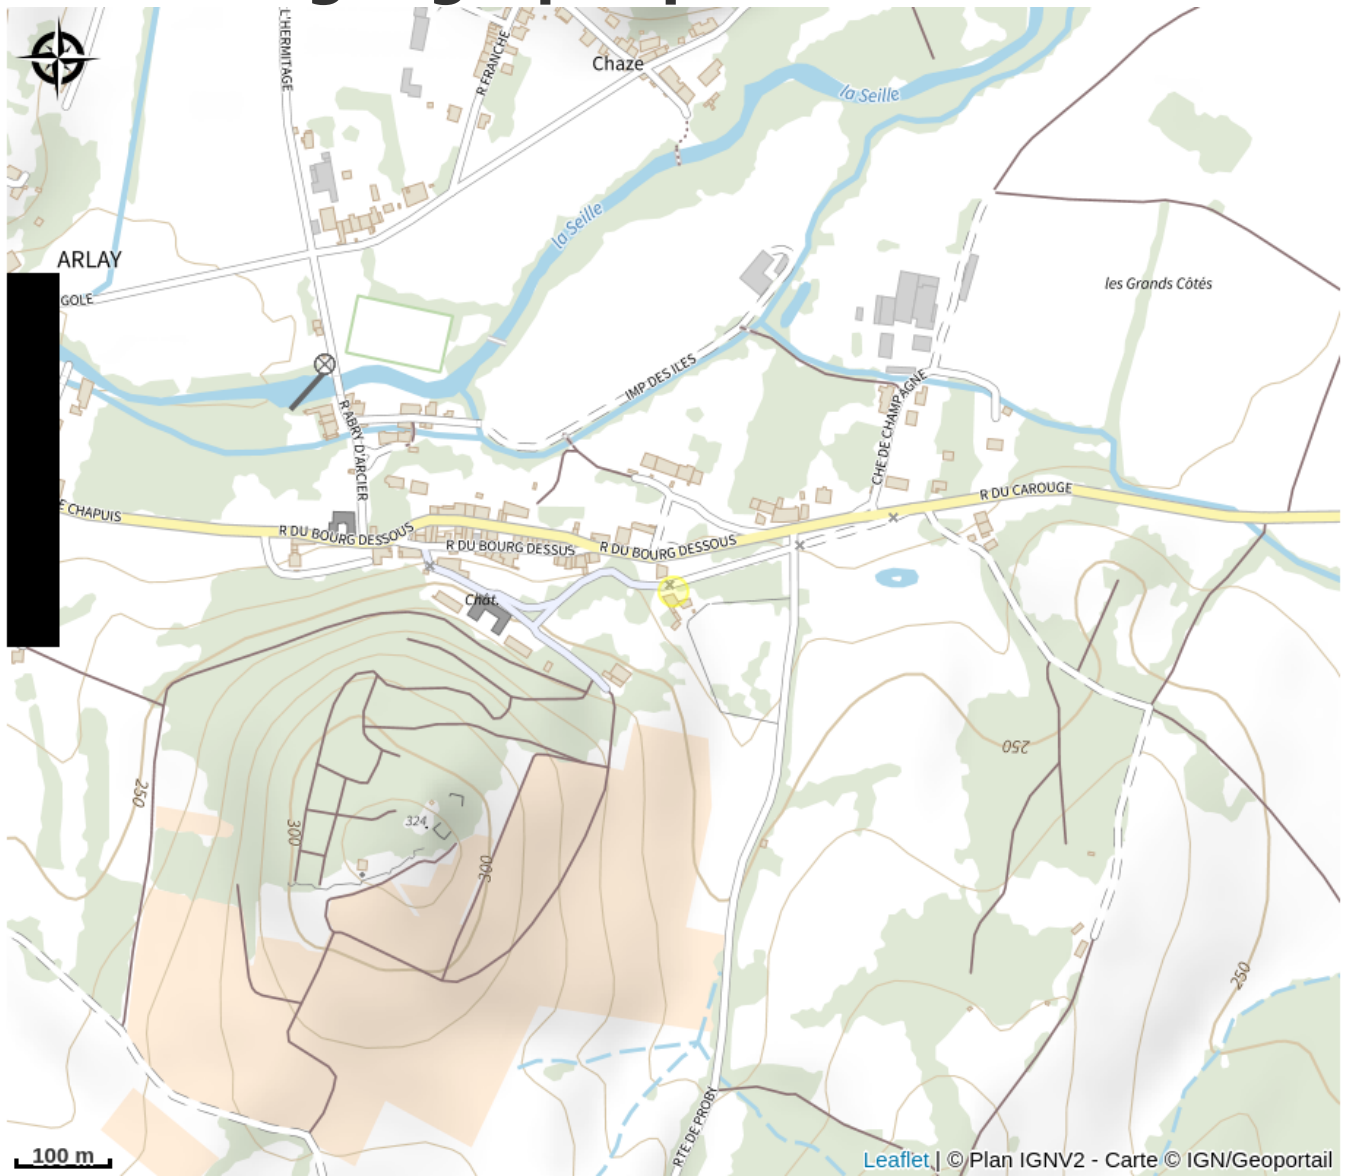 L'HERMITAGE
R FRANCHE
Chaze
la Seille
la Seille
ARLAY
GOLE
les Grands Côtés
IMP DES ILES
R ABRY D'ARCIER
CHE DE CHAMPAGNE
R DU CAROUGE
E CHAPUIS
R DU BOURG DESSOUS
R DU BOURG DESSUS
R DU BOURG DESSOUS
Chât.
250
250
300
324
300
250
RTE DE PROBY
100 m
Leaflet | © Plan IGNV2 - Carte © IGN/Geoportail